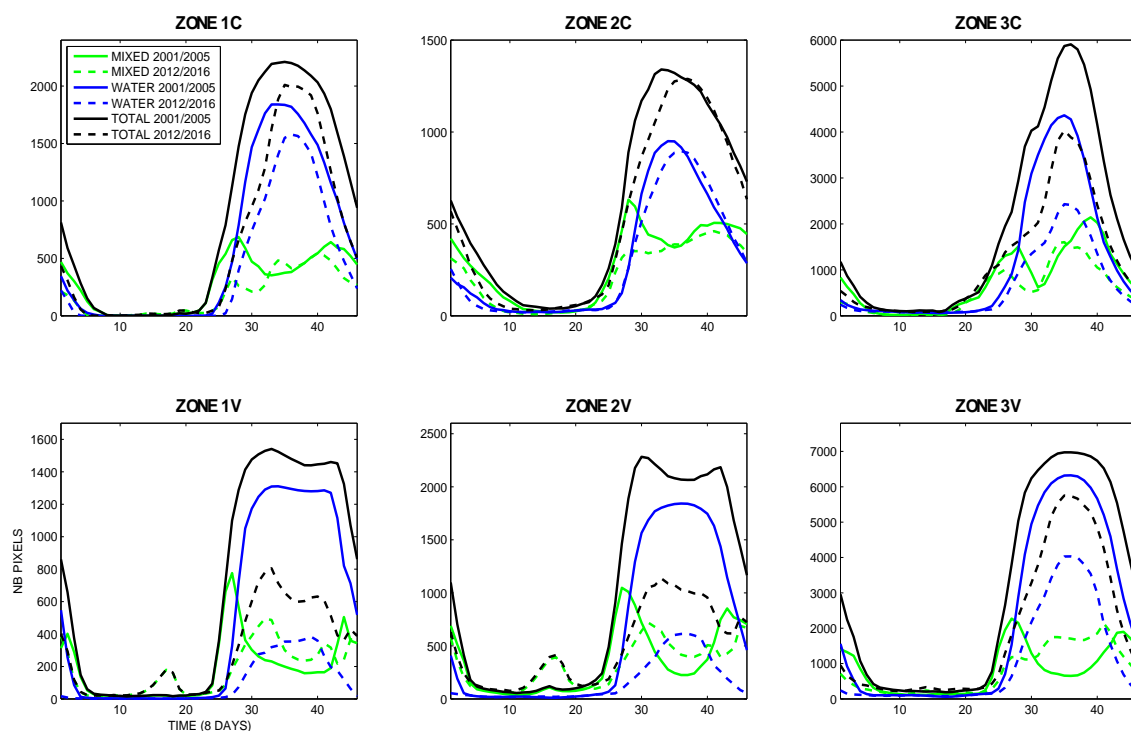 ZONE 1C
2000
1500
1000
500
0
10 20 30 40
MIXED 2001/2005
MIXED 2012/2016
WATER 2001/2005
WATER 2012/2016
TOTAL 2001/2005
TOTAL 2012/2016
ZONE 2C
1500
1000
500
0
10 20 30 40
ZONE 3C
6000
5000
4000
3000
2000
1000
0
10 20 30 40
ZONE 1V
1600
1400
1200
1000
800
600
400
200
0
10 20 30 40
NB PIXELS
TIME (8 DAYS)
ZONE 2V
2500
2000
1500
1000
500
0
10 20 30 40
ZONE 3V
7000
6000
5000
4000
3000
2000
1000
0
10 20 30 40